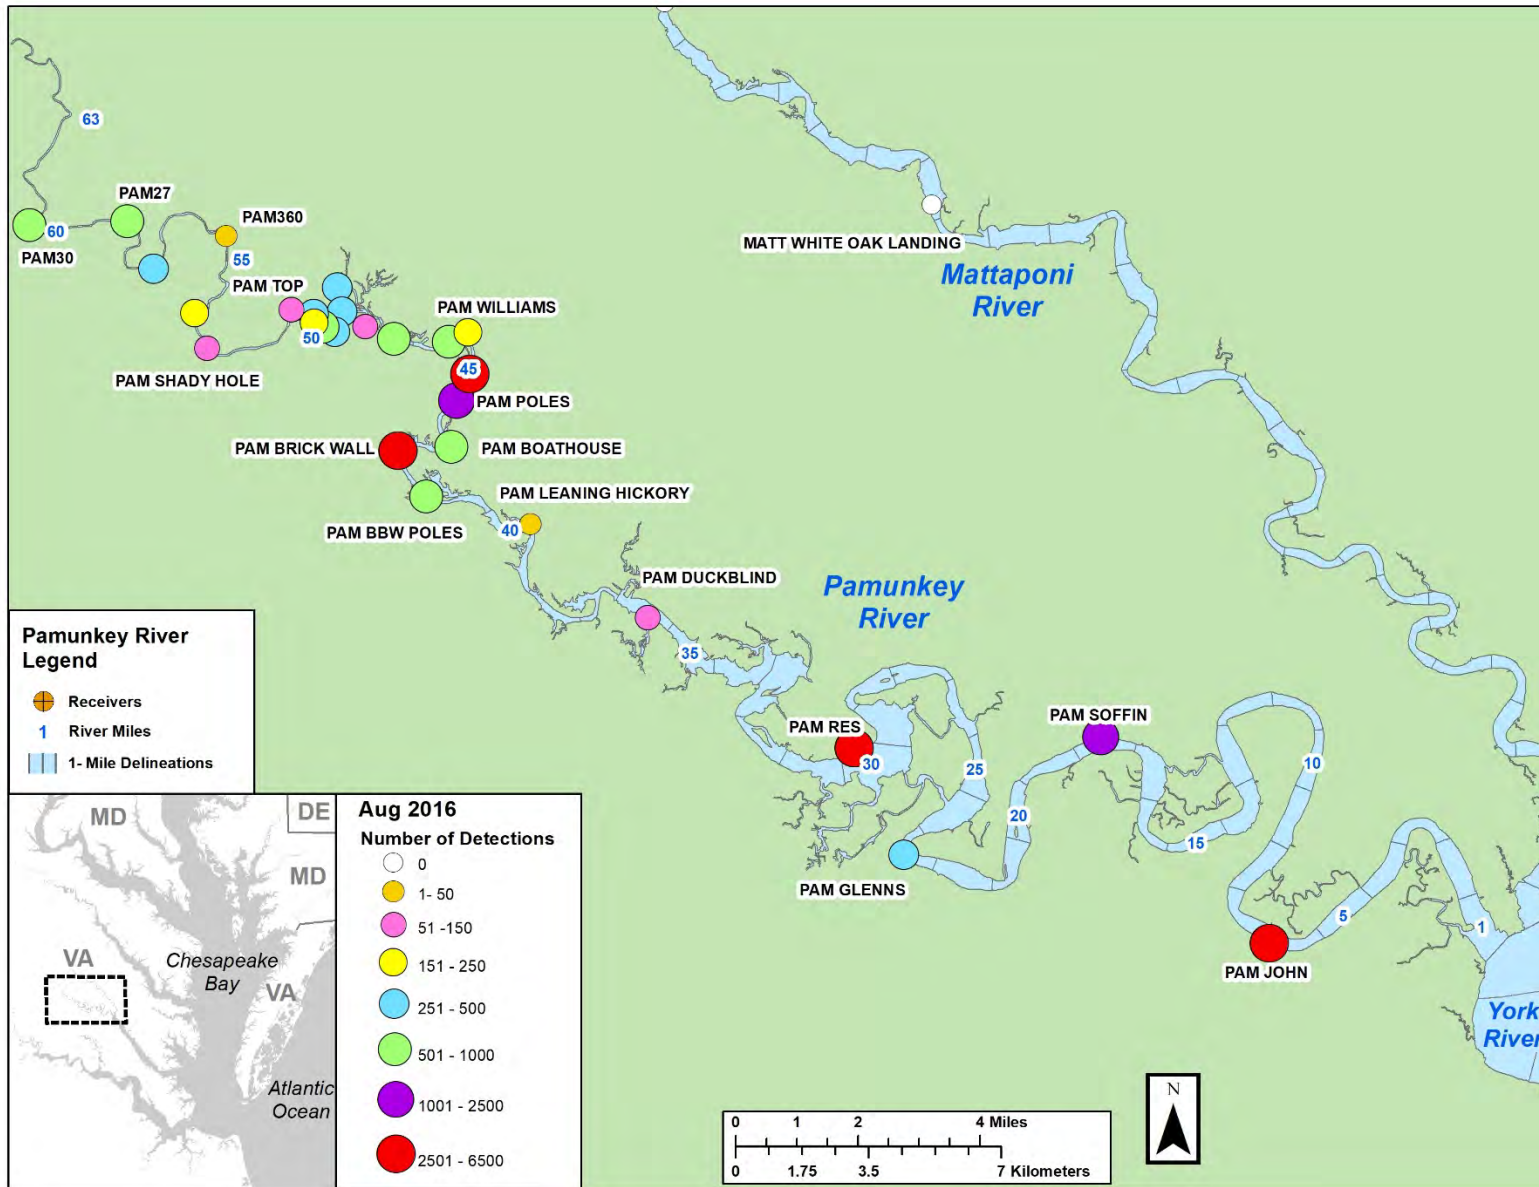 63
PAM27
PAM360
60
PAM30
55
PAM TOP
MATT WHITE OAK LANDING
Mattaponi
River
PAM WILLIAMS
50
PAM SHADY HOLE
45
PAM POLES
PAM BRICK WALL
PAM BOATHOUSE
PAM LEANING HICKORY
PAM BBW POLES
40
PAM DUCKBLIND
Pamunkey
River
35
PAM RES
30
PAM SOFFIN
25
10
20
15
PAM GLENNS
5
1
PAM JOHN
York
River
Pamunkey River
Legend
Receivers
1 River Miles
1- Mile Delineations
MD
DE
MD
VA
Chesapeake
Bay
VA
Atlantic
Ocean
Aug 2016
Number of Detections
0
1- 50
51 -150
151 - 250
251 - 500
501 - 1000
1001 - 2500
2501 - 6500
0 1 2 4 Miles
0 1.75 3.5 7 Kilometers
N